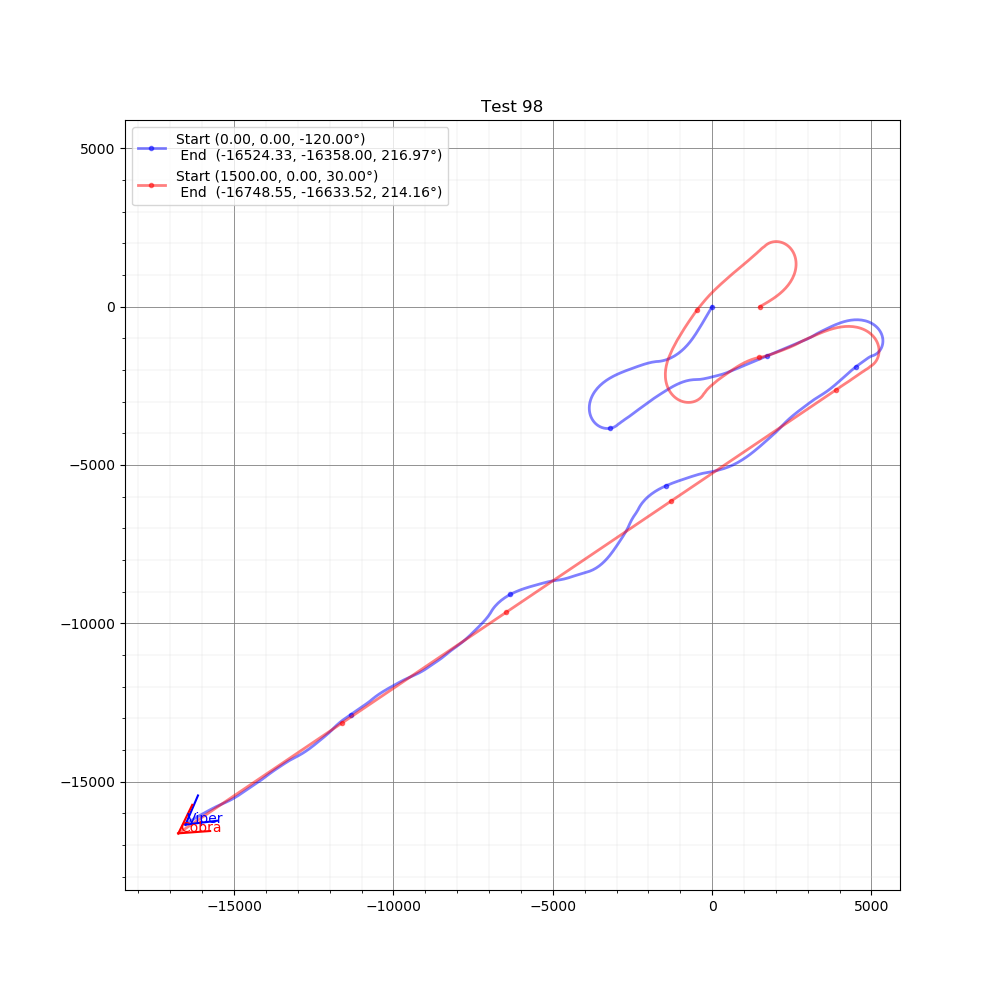 Test 98
Start (0.00, 0.00, -120.00°)
End  (-16524.33, -16358.00, 216.97°)
Start (1500.00, 0.00, 30.00°)
End  (-16748.55, -16633.52, 214.16°)
5000
0
−5000
−10000
−15000
Viper
Cobra
−15000
−10000
−5000
0
5000